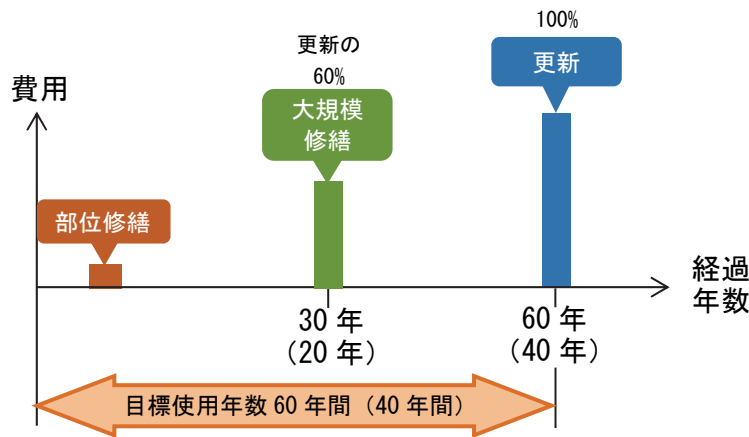 100%
更新の
60%
更新
費用
大規模
修繕
部位修繕
経過
年数
30 年
(20 年)
60 年
(40 年)
目標使用年数 60 年間（40 年間）